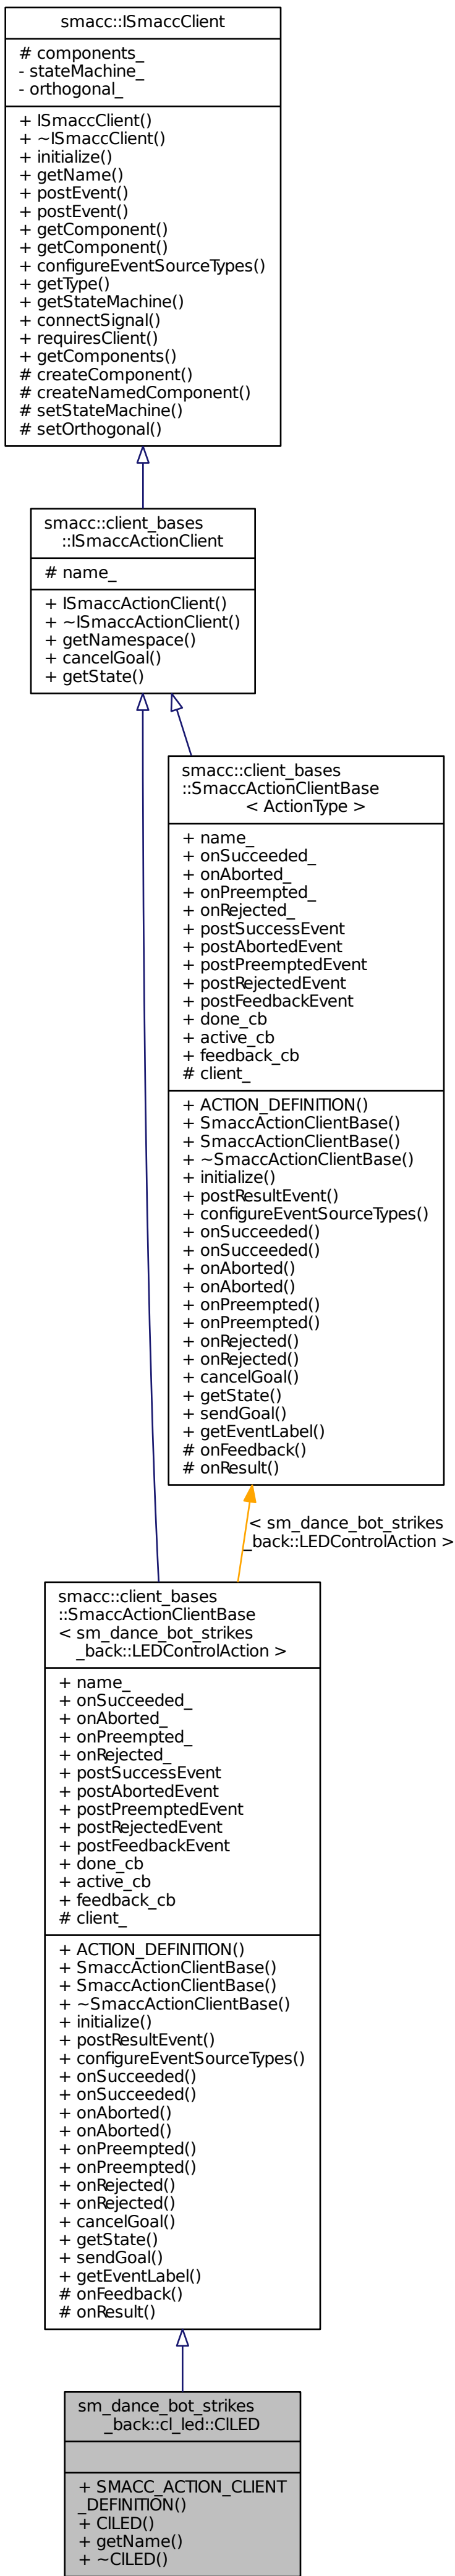 smacc::ISmaccClient
# components_
- stateMachine_
- orthogonal_
+ ISmaccClient()
+ ~ISmaccClient()
+ initialize()
+ getName()
+ postEvent()
+ postEvent()
+ getComponent()
+ getComponent()
+ configureEventSourceTypes()
+ getType()
+ getStateMachine()
+ connectSignal()
+ requiresClient()
+ getComponents()
# createComponent()
# createNamedComponent()
# setStateMachine()
# setOrthogonal()
smacc::client_bases
::ISmaccActionClient
# name_
+ ISmaccActionClient()
+ ~ISmaccActionClient()
+ getNamespace()
+ cancelGoal()
+ getState()
smacc::client_bases
::SmaccActionClientBase
< ActionType >
+ name_
+ onSucceeded_
+ onAborted_
+ onPreempted_
+ onRejected_
+ postSuccessEvent
+ postAbortedEvent
+ postPreemptedEvent
+ postRejectedEvent
+ postFeedbackEvent
+ done_cb
+ active_cb
+ feedback_cb
# client_
+ ACTION_DEFINITION()
+ SmaccActionClientBase()
+ SmaccActionClientBase()
+ ~SmaccActionClientBase()
+ initialize()
+ postResultEvent()
+ configureEventSourceTypes()
+ onSucceeded()
+ onSucceeded()
+ onAborted()
+ onAborted()
+ onPreempted()
+ onPreempted()
+ onRejected()
+ onRejected()
+ cancelGoal()
+ getState()
+ sendGoal()
+ getEventLabel()
# onFeedback()
# onResult()
< sm_dance_bot_strikes
_back::LEDControlAction >
smacc::client_bases
::SmaccActionClientBase
< sm_dance_bot_strikes
_back::LEDControlAction >
+ name_
+ onSucceeded_
+ onAborted_
+ onPreempted_
+ onRejected_
+ postSuccessEvent
+ postAbortedEvent
+ postPreemptedEvent
+ postRejectedEvent
+ postFeedbackEvent
+ done_cb
+ active_cb
+ feedback_cb
# client_
+ ACTION_DEFINITION()
+ SmaccActionClientBase()
+ SmaccActionClientBase()
+ ~SmaccActionClientBase()
+ initialize()
+ postResultEvent()
+ configureEventSourceTypes()
+ onSucceeded()
+ onSucceeded()
+ onAborted()
+ onAborted()
+ onPreempted()
+ onPreempted()
+ onRejected()
+ onRejected()
+ cancelGoal()
+ getState()
+ sendGoal()
+ getEventLabel()
# onFeedback()
# onResult()
sm_dance_bot_strikes
_back::cl_led::ClLED
+ SMACC_ACTION_CLIENT
_DEFINITION()
+ ClLED()
+ getName()
+ ~ClLED()